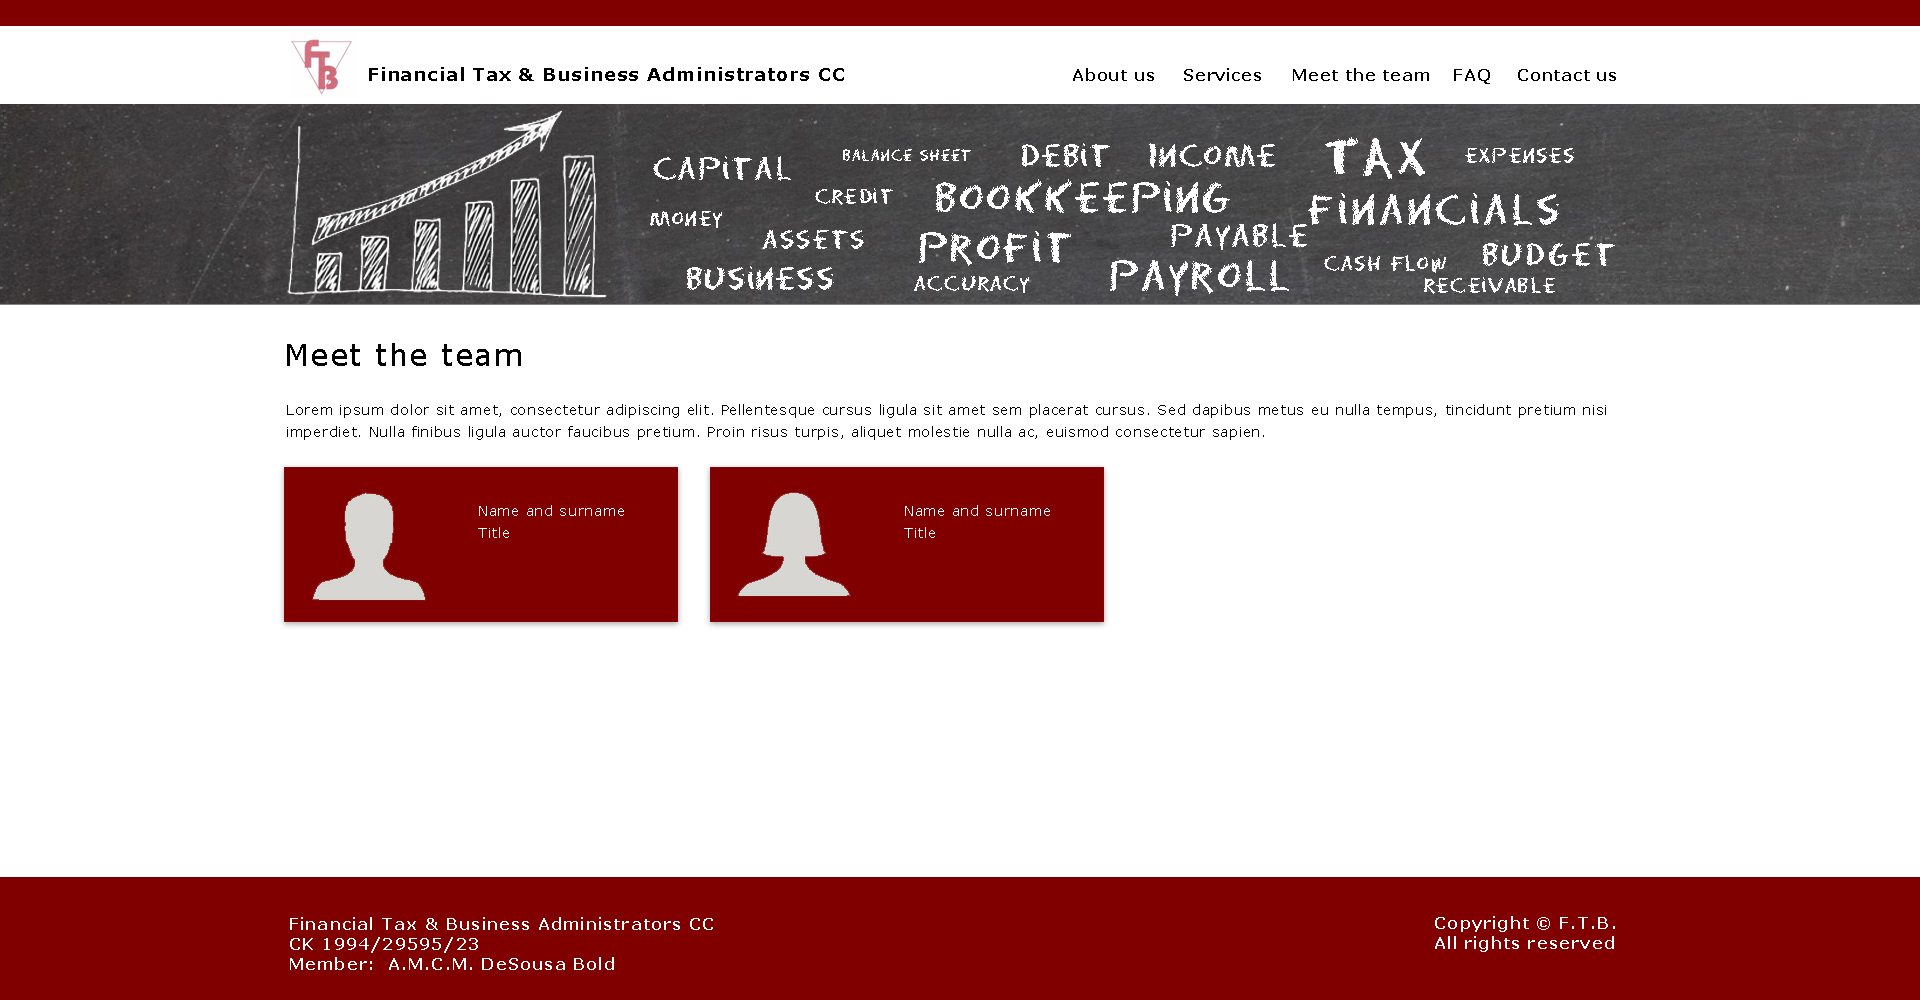 FTB
Financial Tax & Business Administrators CC
About us Services Meet the team FAQ Contact us
CAPiTAL
BALANCE SHEET
DEBiT
INCOME
TAX
EXPENSES
CREDiT
BOOKKEEPiNG
FiNANCiALS
MONEY
ASSETS
PROFiT
PAYABLE
BUDGET
BUSiNESS
ACCURACY
PAYROLL
CASH FLOW
RECEiVABLE
Meet the team
Lorem ipsum dolor sit amet, consectetur adipiscing elit. Pellentesque cursus ligula sit amet sem placerat cursus. Sed dapibus metus eu nulla tempus, tincidunt pretium nisi
imperdiet. Nulla finibus ligula auctor faucibus pretium. Proin risus turpis, aliquet molestie nulla ac, euismod consectetur sapien.
Name and surname
Title
Name and surname
Title
Financial Tax & Business Administrators CC
CK 1994/29595/23
Member:  A.M.C.M. DeSousa Bold
Copyright © F.T.B.
All rights reserved